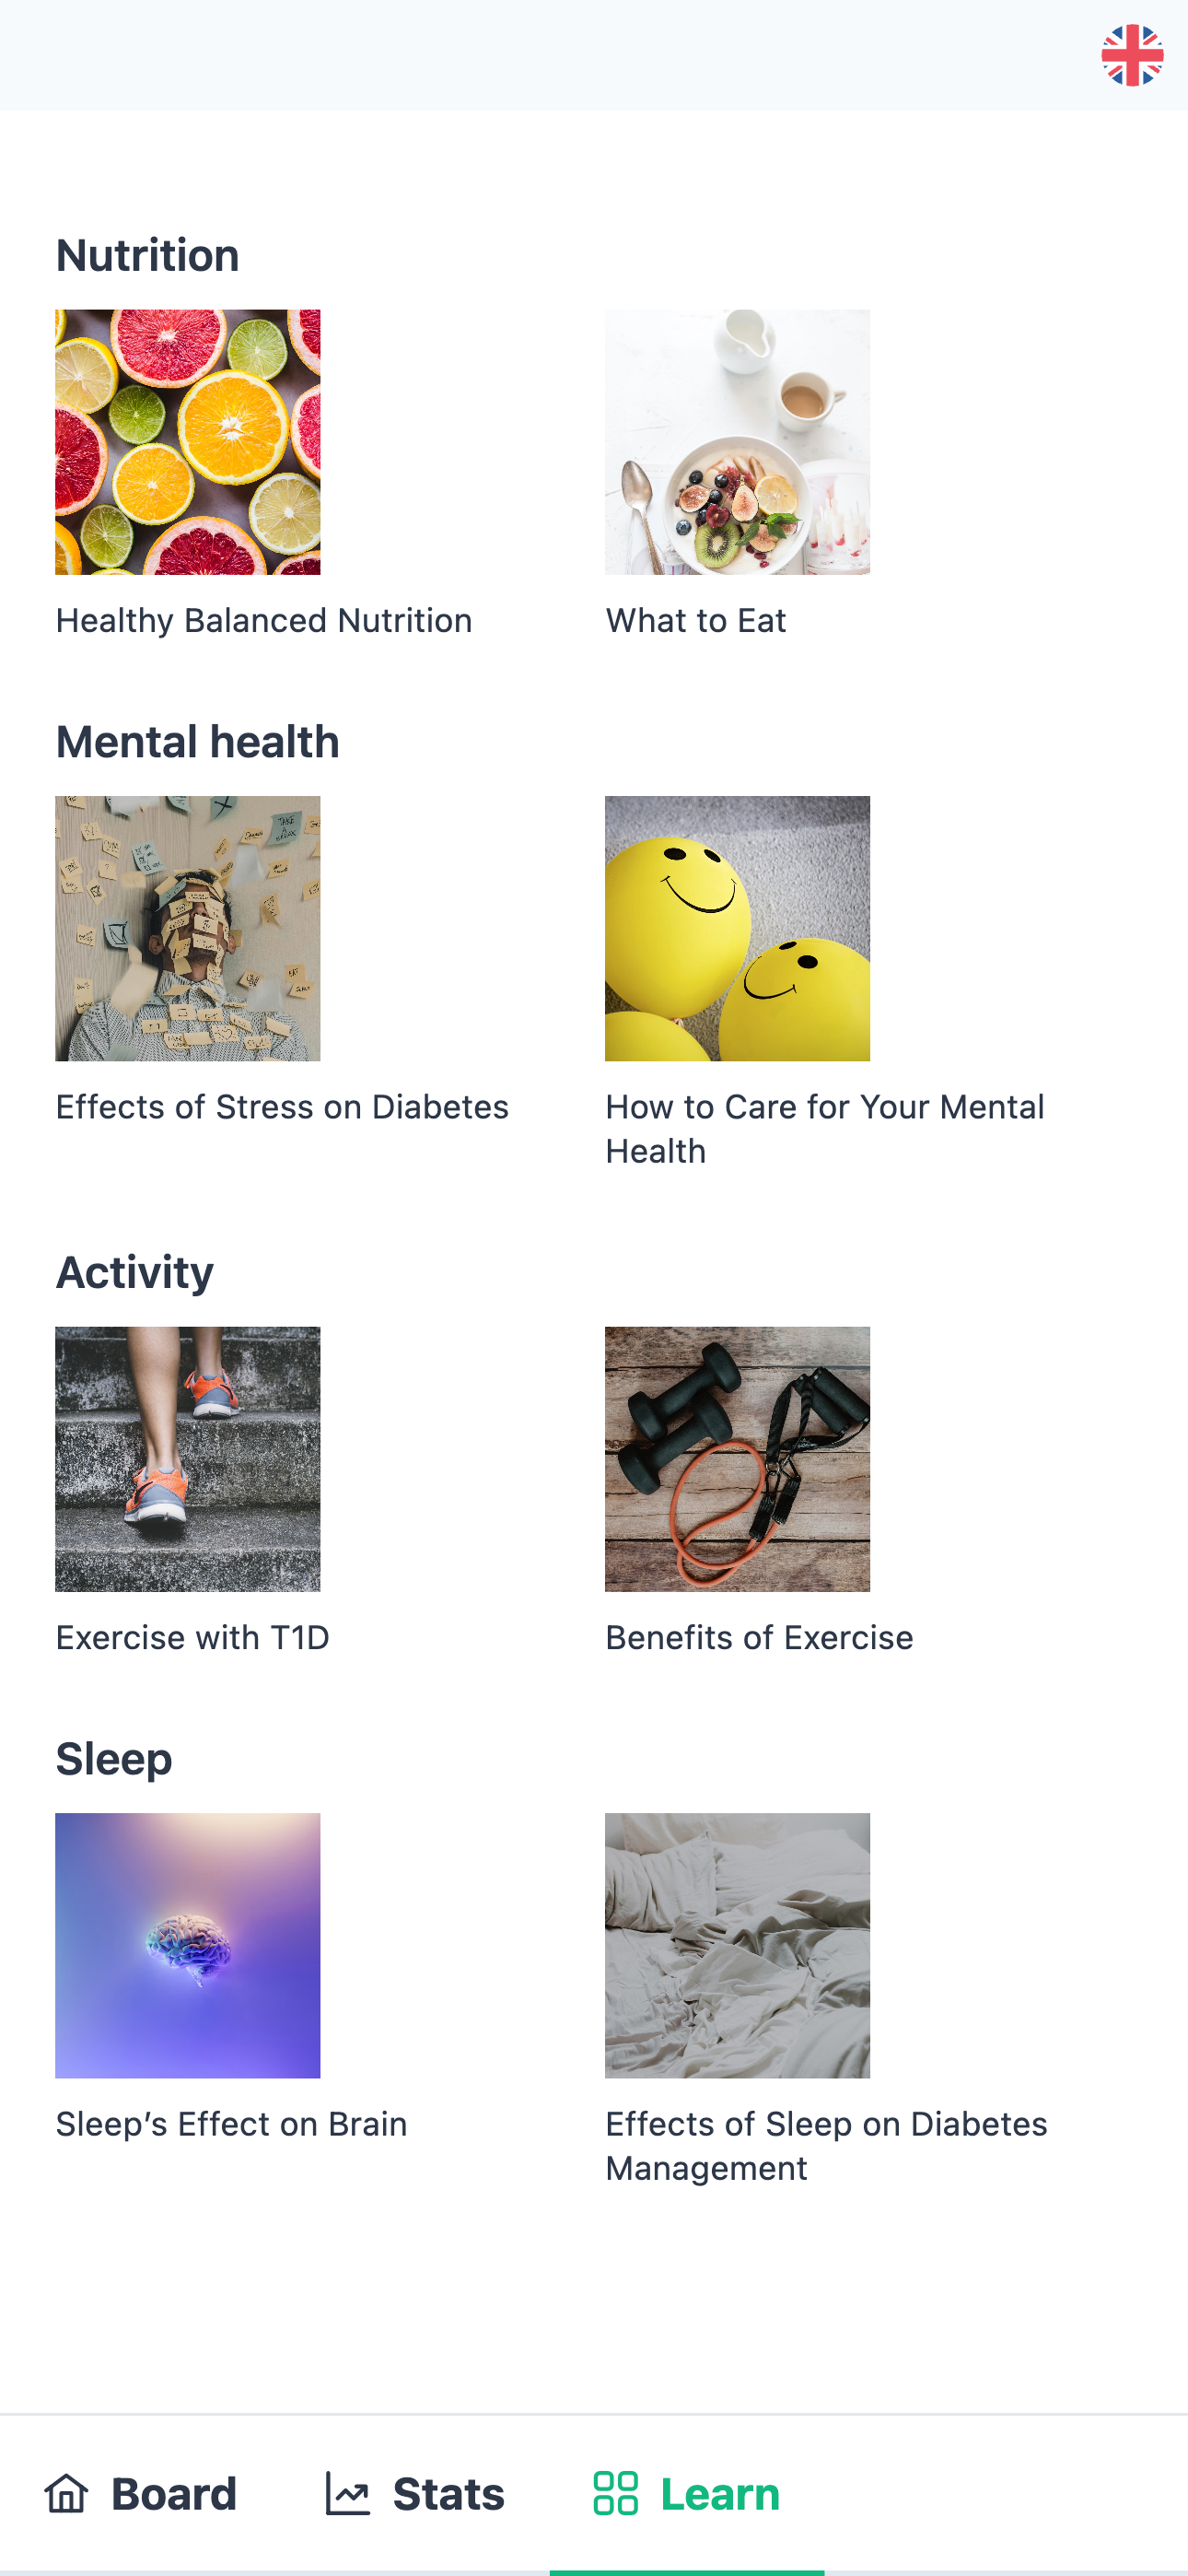 Nutrition
Healthy Balanced Nutrition
What to Eat
Mental health
TAKE
A
BREAK
Effects of Stress on Diabetes
How to Care for Your Mental
Health
Activity
Exercise with T1D
Benefits of Exercise
Sleep
Sleep’s Effect on Brain
Effects of Sleep on Diabetes
Management
Board
Stats
Learn